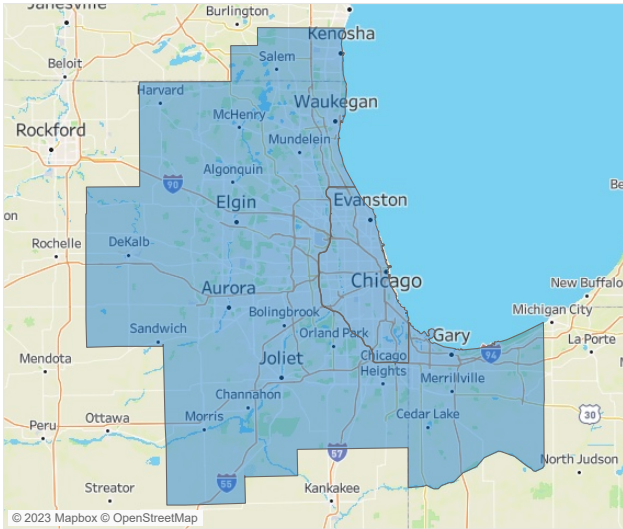 Janesville
Burlington
Kenosha
Beloit
Salem
Harvard
Waukegan
McHenry
Rockford
Mundelein
Algonquin
90
Be
Elgin
Evanston
on
Rochelle
DeKalb
Chicago
New Buffalo
Aurora
Bolingbrook
Michigan City
Sandwich
Orland Park
Gary
La Porte
Mendota
Joliet
Chicago
Heights
94
Merrillville
M
Channahon
Morris
Cedar Lake
30
Ottawa
Peru
57
North Judson
55
Streator
Kankakee
© 2023 Mapbox © OpenStreetMap